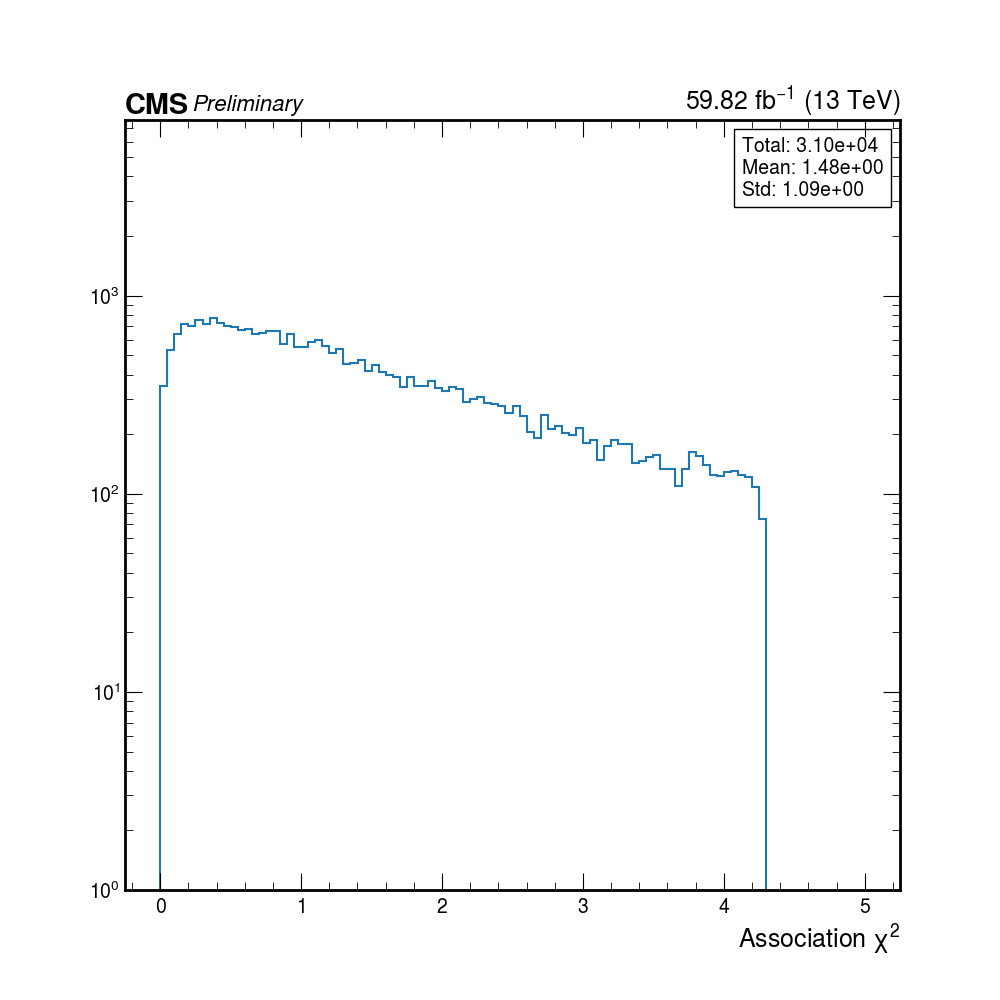 CMS Preliminary 59.82 fb⁻¹ (13 TeV)
Total: 3.10e+04
Mean: 1.48e+00
Std: 1.09e+00
10³
10²
10¹
10⁰
0 1 2 3 4 5
Association χ²